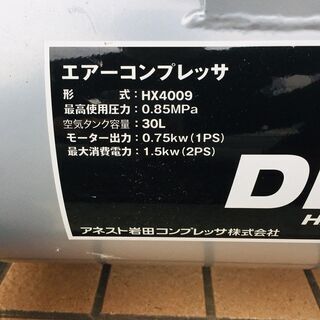 エアーコンプレッサ
形　　　式：HX4009
最高使用圧力：0.85MPa
空気タンク容量：30L
モーター出力：0.75kw（1PS）
最大消費電力：1.5kw（2PS）
D
H
アネスト岩田コンプレッサ株式会社